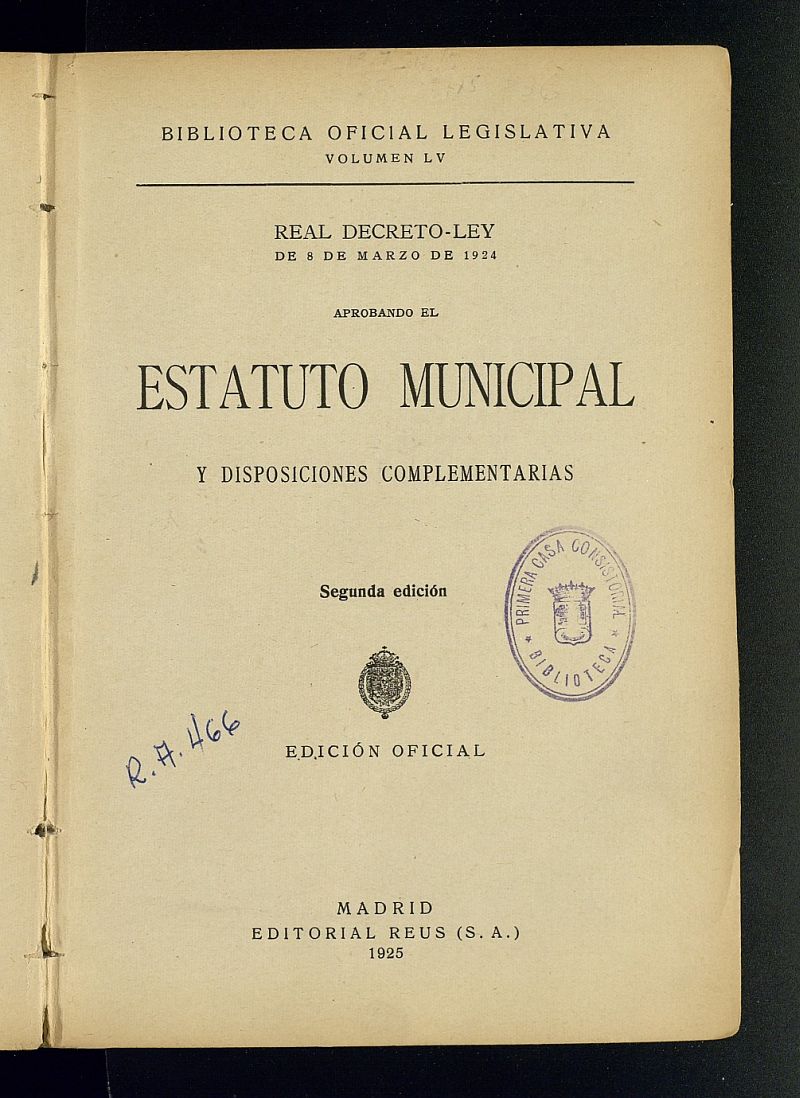 BIBLIOTECA OFICIAL LEGISLATIVA
VOLUMEN LV
REAL DECRETO-LEY
DE 8 DE MARZO DE 1924
APROBANDO EL
ESTATUTO MUNICIPAL
Y DISPOSICIONES COMPLEMENTARIAS
Segunda edición
PRIMERA CASA CONSISTORIAL
* BIBLIOTECA *
R.A. 466
EDICIÓN OFICIAL
MADRID
EDITORIAL REUS (S. A.)
1925